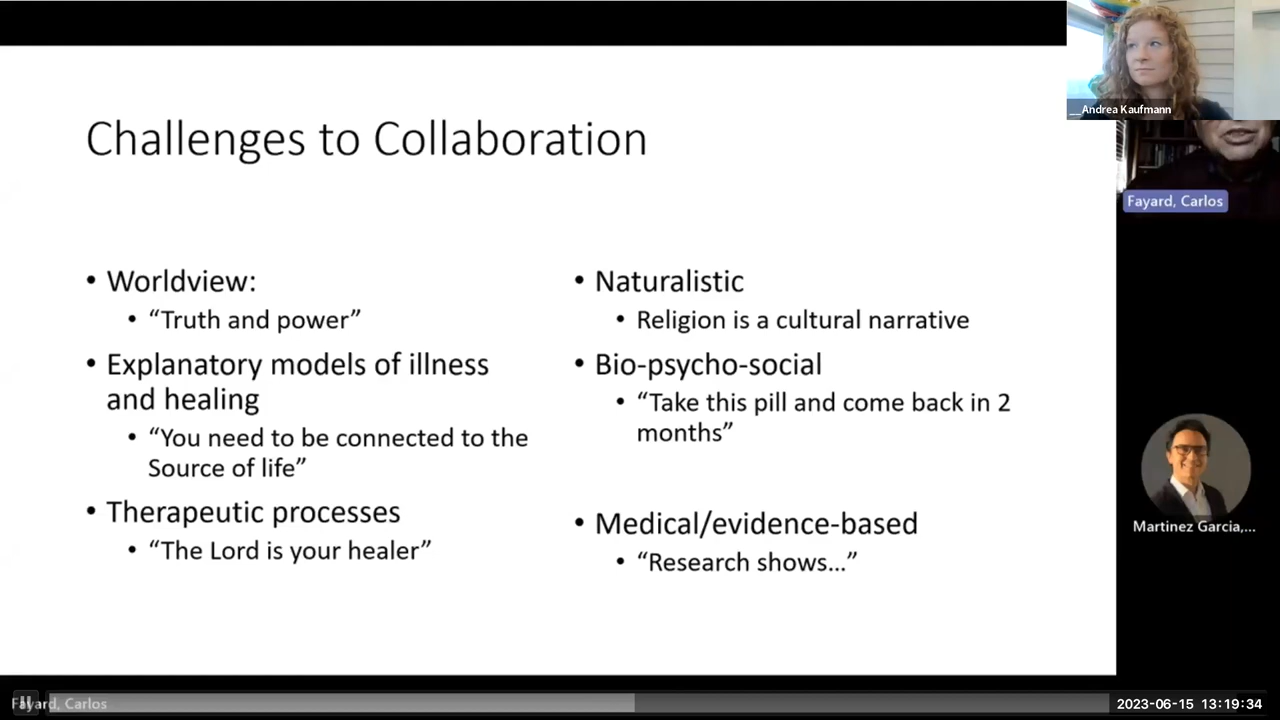 Challenges to Collaboration
• Worldview:
• “Truth and power”
• Explanatory models of illness
and healing
• “You need to be connected to the
Source of life”
• Therapeutic processes
• “The Lord is your healer”
• Naturalistic
• Religion is a cultural narrative
• Bio-psycho-social
• “Take this pill and come back in 2
months”
• Medical/evidence-based
• “Research shows…”
__Andrea Kaufmann
Fayard, Carlos
Martinez Garcia,...
Fayard, Carlos
2023-06-15 13:19:34